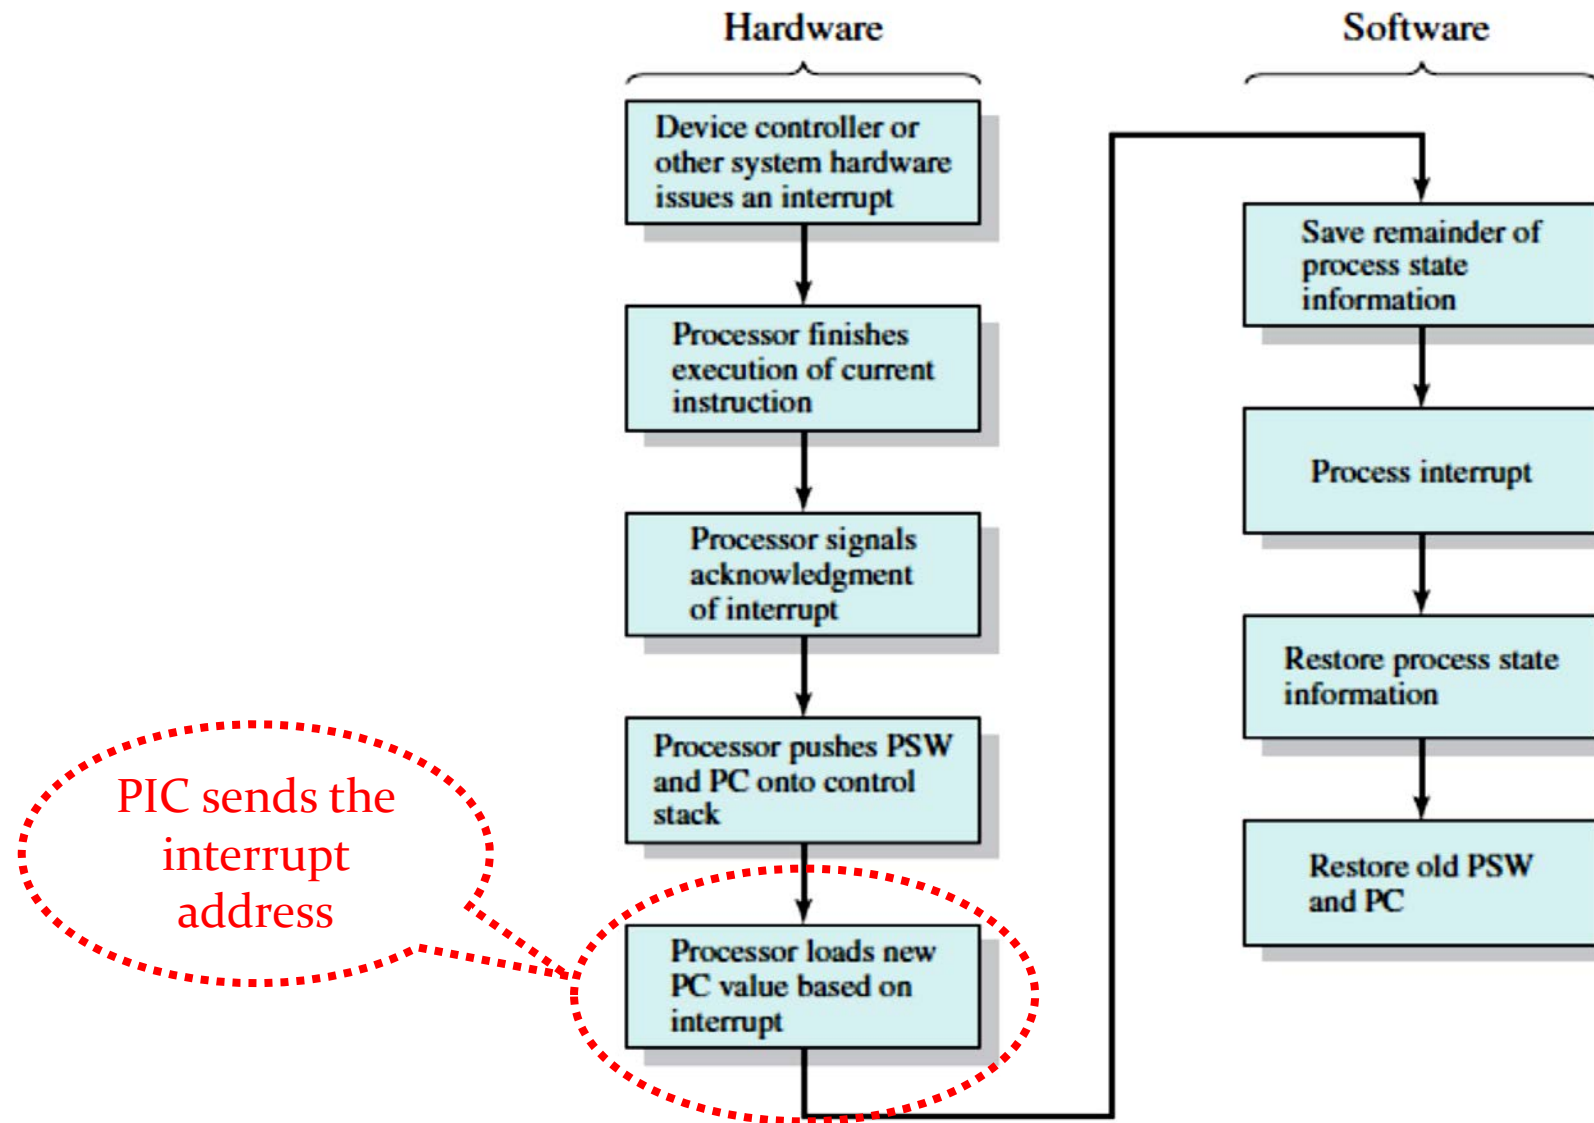 Hardware
Device controller or
other system hardware
issues an interrupt
Processor finishes
execution of current
instruction
Processor signals
acknowledgment
of interrupt
Processor pushes PSW
and PC onto control
stack
Processor loads new
PC value based on
interrupt
PIC sends the
interrupt
address
Software
Save remainder of
process state
information
Process interrupt
Restore process state
information
Restore old PSW
and PC